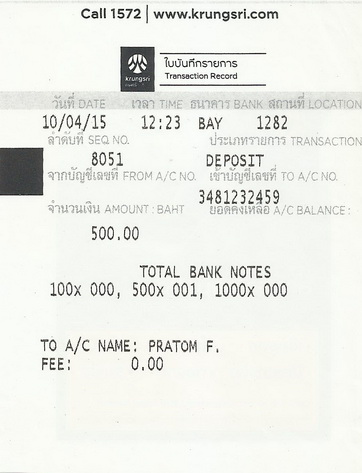 Call 1572 | www.krungsri.com
krungsri
ใบบันทึกรายการ
Transaction Record
วันที่ DATE เวลา TIME ธนาคาร BANK สถานที่ LOCATION
10/04/15 12:23 BAY 1282
ลำดับที่ SEQ NO. ประเภทรายการ TRANSACTION
8051 DEPOSIT
จากบัญชีเลขที่ FROM A/C NO. เข้าบัญชีเลขที่ TO A/C NO.
3481232459
จำนวนเงิน AMOUNT : BAHT ยอดคงเหลือ A/C BALANCE :
500.00
TOTAL BANK NOTES
100x 000, 500x 001, 1000x 000
TO A/C NAME: PRATOM F.
FEE: 0.00